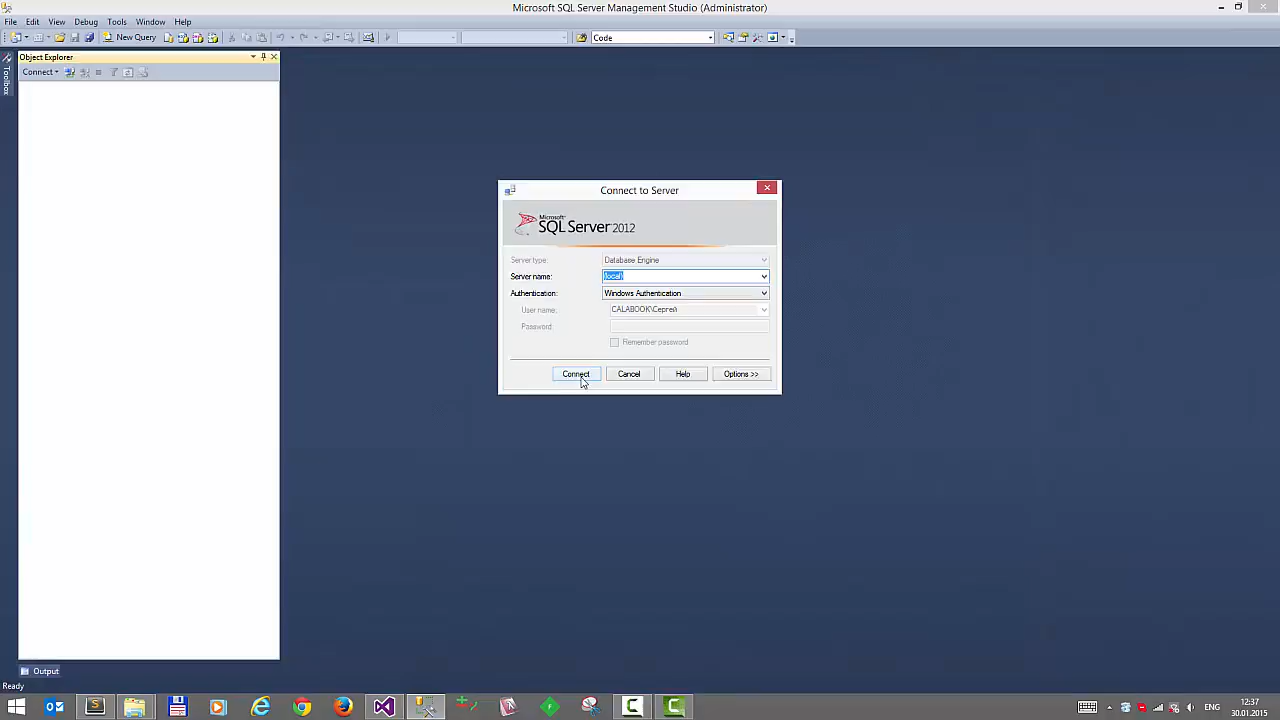 Microsoft SQL Server Management Studio (Administrator)
File Edit View Debug Tools Window Help
New Query Code
Object Explorer
Connect
Toolbox
Connect to Server
Microsoft
SQL Server 2012
Server type: Database Engine
Server name: (local)
Authentication: Windows Authentication
User name: CALABOOK\Сергей
Password:
Remember password
Connect Cancel Help Options >>
Output
Ready
ENG 12:37
30.01.2015